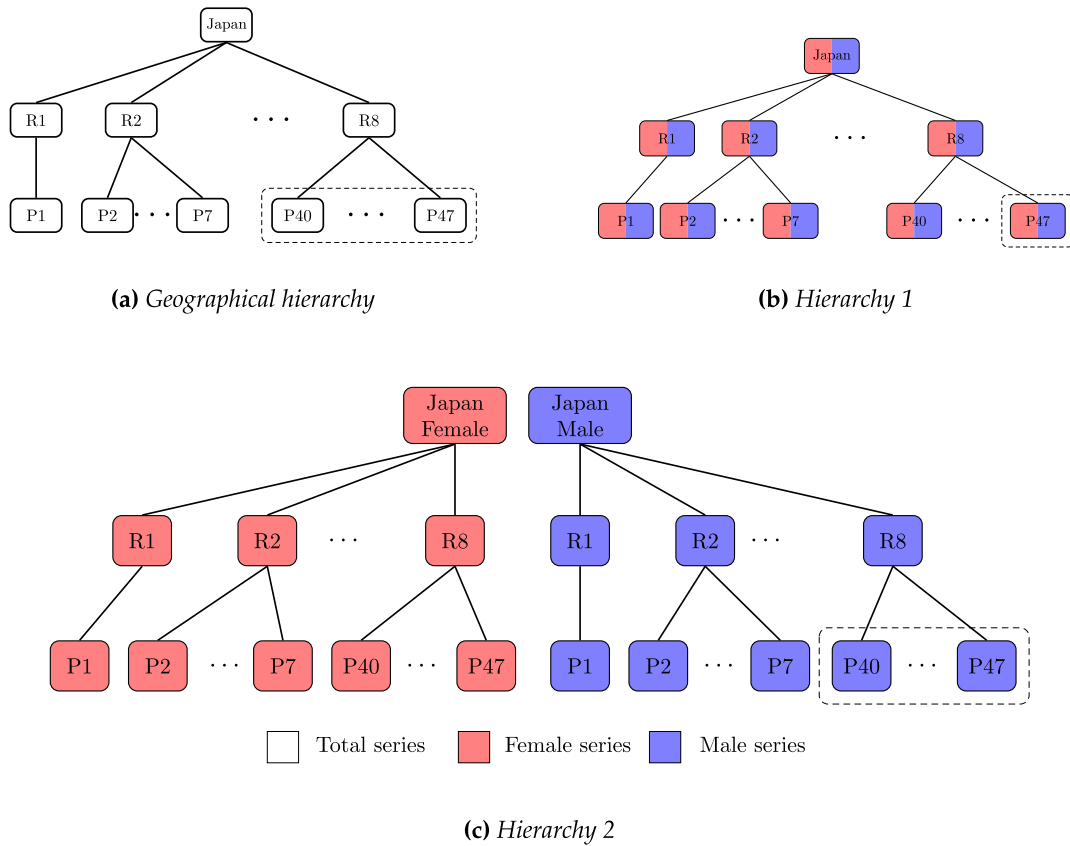 Japan
R1 R2 · · · R8
P1 P2 · · · P7 P40 · · · P47
(a) Geographical hierarchy
Japan
R1 R2 · · · R8
P1 P2 · · · P7 P40 · · · P47
(b) Hierarchy 1
Japan
Female
Japan
Male
R1 R2 · · · R8 R1 R2 · · · R8
P1 P2 · · · P7 P40 · · · P47 P1 P2 · · · P7 P40 · · · P47
Total series Female series Male series
(c) Hierarchy 2